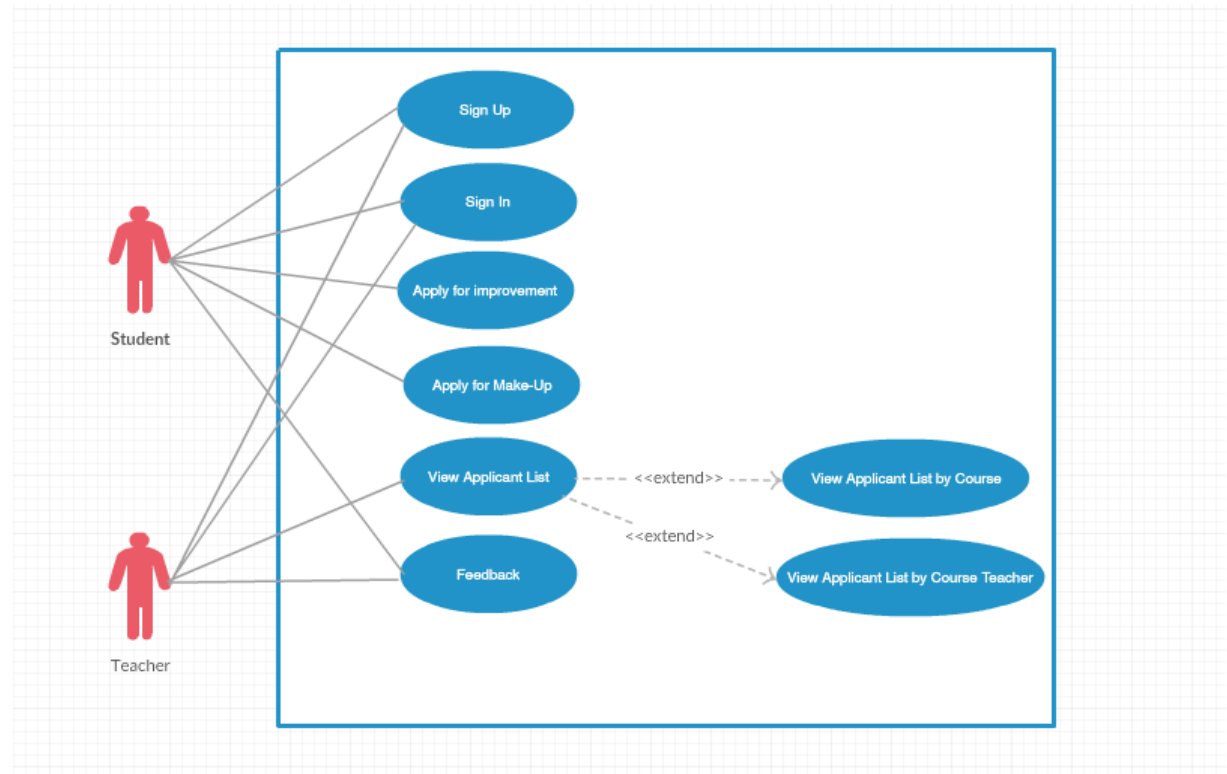 Sign Up
Sign In
Apply for improvement
Student
Apply for Make-Up
View Applicant List
<<extend>>
View Applicant List by Course
<<extend>>
Feedback
View Applicant List by Course Teacher
Teacher